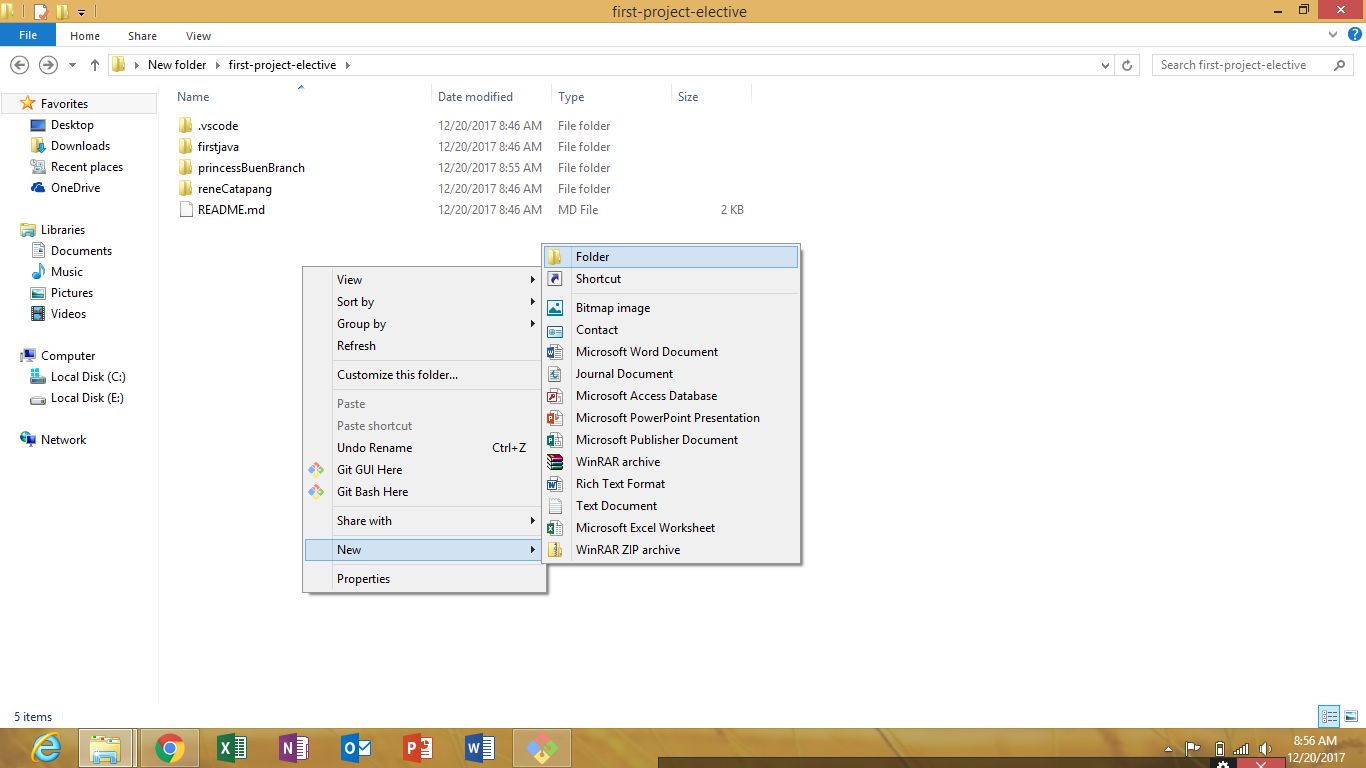 first-project-elective
File Home Share View
New folder first-project-elective Search first-project-elective
Name Date modified Type Size
.vscode 12/20/2017 8:46 AM File folder
firstjava 12/20/2017 8:46 AM File folder
princessBuenBranch 12/20/2017 8:55 AM File folder
reneCatapang 12/20/2017 8:46 AM File folder
README.md 12/20/2017 8:46 AM MD File 2 KB
Favorites
Desktop
Downloads
Recent places
OneDrive
Libraries
Documents
Music
Pictures
Videos
Computer
Local Disk (C:)
Local Disk (E:)
Network
View
Sort by
Group by
Refresh
Customize this folder...
Paste
Paste shortcut
Undo Rename Ctrl+Z
Git GUI Here
Git Bash Here
Share with
New
Properties
Folder
Shortcut
Bitmap image
Contact
Microsoft Word Document
Journal Document
Microsoft Access Database
Microsoft PowerPoint Presentation
Microsoft Publisher Document
WinRAR archive
Rich Text Format
Text Document
Microsoft Excel Worksheet
WinRAR ZIP archive
5 items
8:56 AM
12/20/2017